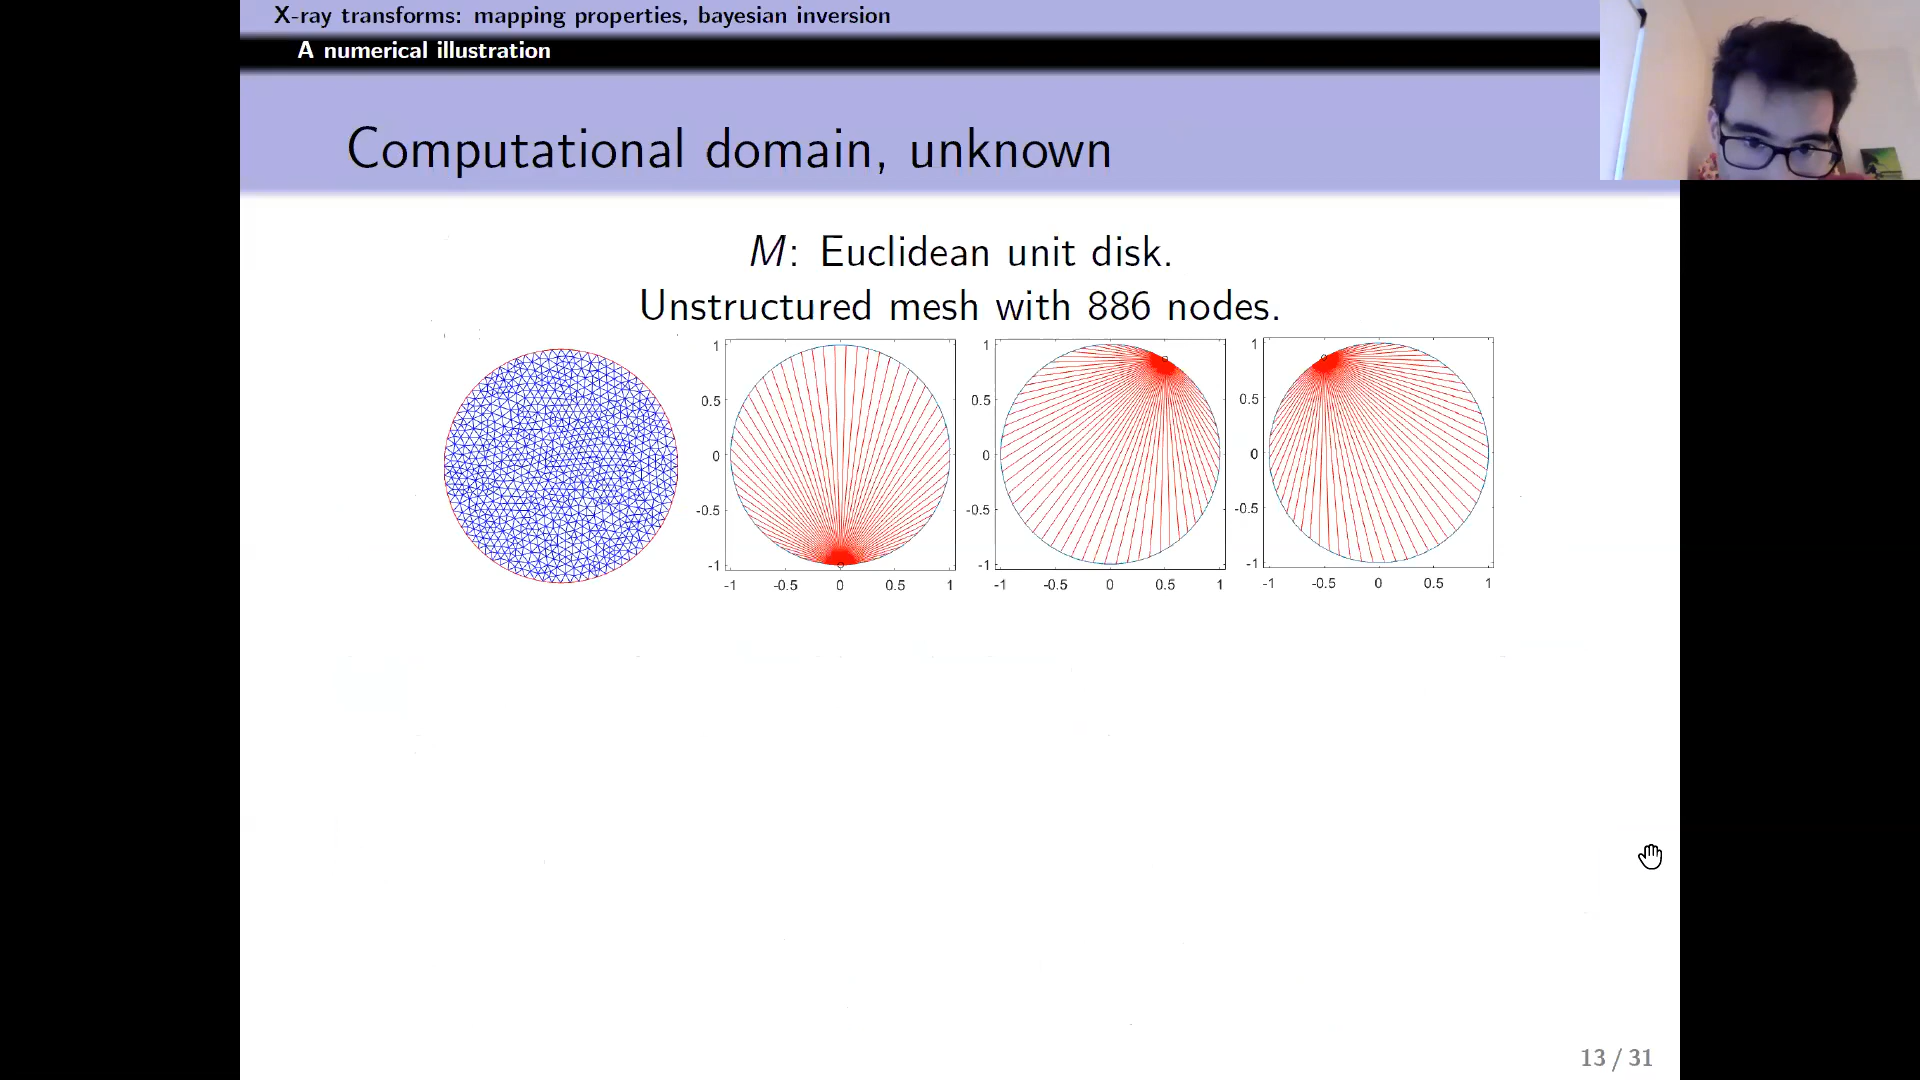 X-ray transforms: mapping properties, bayesian inversion
A numerical illustration
Computational domain, unknown
M: Euclidean unit disk.
Unstructured mesh with 886 nodes.
1
0.5
0
-0.5
-1
-1 -0.5 0 0.5 1
1
0.5
0
-0.5
-1
-1 -0.5 0 0.5 1
1
0.5
0
-0.5
-1
-1 -0.5 0 0.5 1
13 / 31